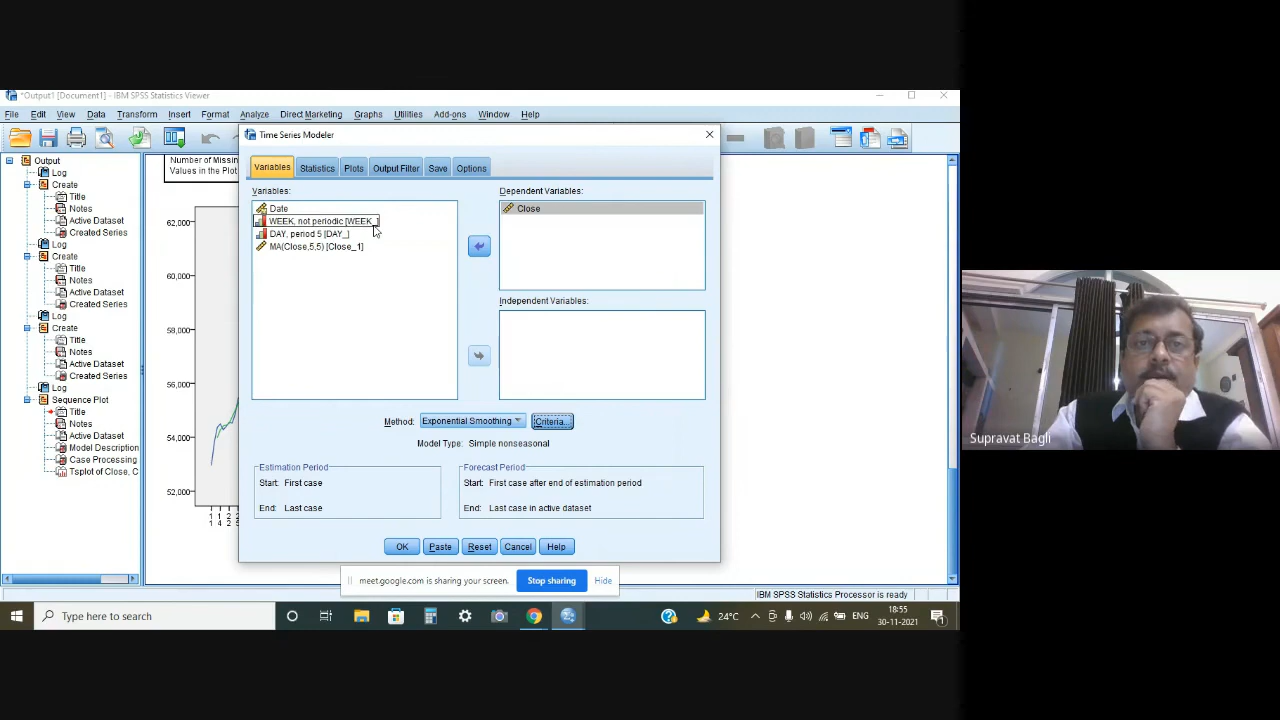 *Output1 [Document1] - IBM SPSS Statistics Viewer
File Edit View Data Transform Insert Format Analyze Direct Marketing Graphs Utilities Add-ons Window Help
Output
Log
Create
Title
Notes
Active Dataset
Created Series
Log
Create
Title
Notes
Active Dataset
Created Series
Log
Create
Title
Notes
Active Dataset
Created Series
Log
Sequence Plot
Title
Notes
Active Dataset
Model Description
Case Processing
Tsplot of Close, C
Number of Missin
Values in the Plot
62,000
60,000
58,000
56,000
54,000
52,000
Time Series Modeler
Variables Statistics Plots Output Filter Save Options
Variables:
Date
WEEK, not periodic [WEEK_]
DAY, period 5 [DAY_]
MA(Close,5,5) [Close_1]
Dependent Variables:
Close
Independent Variables:
Method: Exponential Smoothing Criteria...
Model Type: Simple nonseasonal
Estimation Period
Start: First case
End: Last case
Forecast Period
Start: First case after end of estimation period
End: Last case in active dataset
OK Paste Reset Cancel Help
meet.google.com is sharing your screen. Stop sharing Hide
IBM SPSS Statistics Processor is ready
Type here to search
24°C
ENG
18:55
30-11-2021
Supravat Bagli